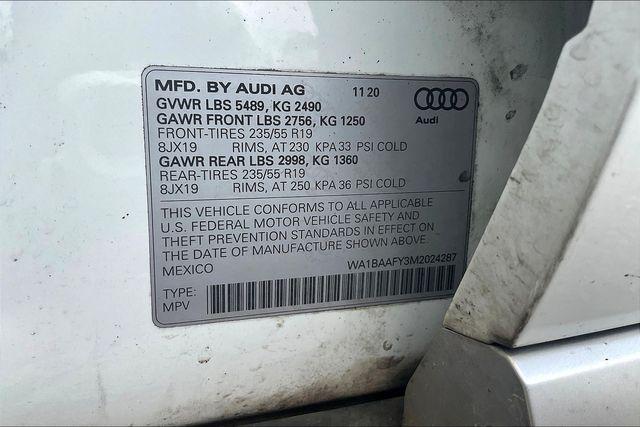 MFD. BY AUDI AG 11 20
GVWR LBS 5489, KG 2490
GAWR FRONT LBS 2756, KG 1250
FRONT-TIRES 235/55 R19
8JX19 RIMS, AT 230 KPA 33 PSI COLD
GAWR REAR LBS 2998, KG 1360
REAR-TIRES 235/55 R19
8JX19 RIMS, AT 250 KPA 36 PSI COLD
Audi
THIS VEHICLE CONFORMS TO ALL APPLICABLE
U.S. FEDERAL MOTOR VEHICLE SAFETY AND
THEFT PREVENTION STANDARDS IN EFFECT ON
THE DATE OF MANUFACTURE SHOWN ABOVE.
MEXICO WA1BAAFY3M2024287
TYPE:
MPV